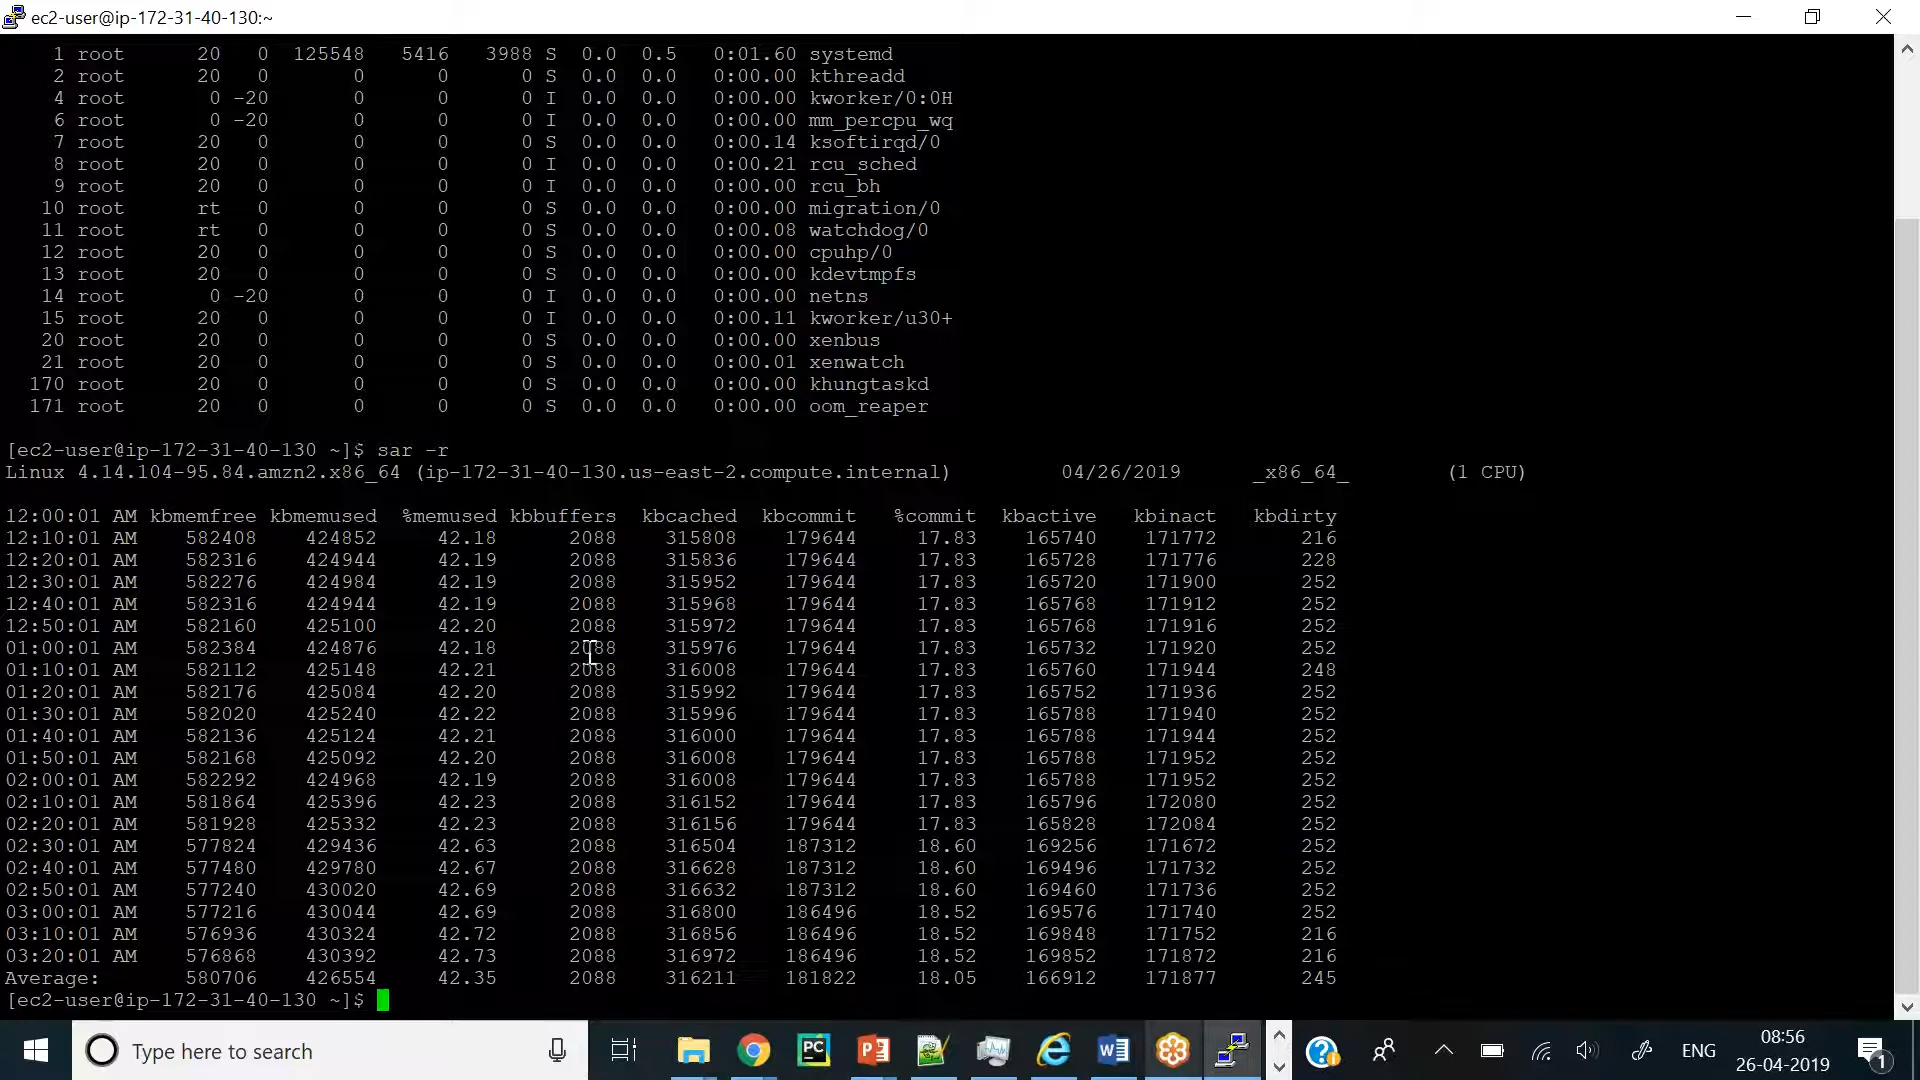 ec2-user@ip-172-31-40-130:~
1 root 20 0 125548 5416 3988 S 0.0 0.5 0:01.60 systemd
2 root 20 0 0 0 0 S 0.0 0.0 0:00.00 kthreadd
4 root 0 -20 0 0 0 I 0.0 0.0 0:00.00 kworker/0:0H
6 root 0 -20 0 0 0 I 0.0 0.0 0:00.00 mm_percpu_wq
7 root 20 0 0 0 0 S 0.0 0.0 0:00.14 ksoftirqd/0
8 root 20 0 0 0 0 I 0.0 0.0 0:00.21 rcu_sched
9 root 20 0 0 0 0 I 0.0 0.0 0:00.00 rcu_bh
10 root rt 0 0 0 0 S 0.0 0.0 0:00.00 migration/0
11 root rt 0 0 0 0 S 0.0 0.0 0:00.08 watchdog/0
12 root 20 0 0 0 0 S 0.0 0.0 0:00.00 cpuhp/0
13 root 20 0 0 0 0 S 0.0 0.0 0:00.00 kdevtmpfs
14 root 0 -20 0 0 0 I 0.0 0.0 0:00.00 netns
15 root 20 0 0 0 0 I 0.0 0.0 0:00.11 kworker/u30+
20 root 20 0 0 0 0 S 0.0 0.0 0:00.00 xenbus
21 root 20 0 0 0 0 S 0.0 0.0 0:00.01 xenwatch
170 root 20 0 0 0 0 S 0.0 0.0 0:00.00 khungtaskd
171 root 20 0 0 0 0 S 0.0 0.0 0:00.00 oom_reaper
[ec2-user@ip-172-31-40-130 ~]$ sar -r
Linux 4.14.104-95.84.amzn2.x86_64 (ip-172-31-40-130.us-east-2.compute.internal) 04/26/2019 _x86_64_ (1 CPU)
12:00:01 AM kbmemfree kbmemused %memused kbbuffers kbcached kbcommit %commit kbactive kbinact kbdirty
12:10:01 AM 582408 424852 42.18 2088 315808 179644 17.83 165740 171772 216
12:20:01 AM 582316 424944 42.19 2088 315836 179644 17.83 165728 171776 228
12:30:01 AM 582276 424984 42.19 2088 315952 179644 17.83 165720 171900 252
12:40:01 AM 582316 424944 42.19 2088 315968 179644 17.83 165768 171912 252
12:50:01 AM 582160 425100 42.20 2088 315972 179644 17.83 165768 171916 252
01:00:01 AM 582384 424876 42.18 2088 315976 179644 17.83 165732 171920 252
01:10:01 AM 582112 425148 42.21 2088 316008 179644 17.83 165760 171944 248
01:20:01 AM 582176 425084 42.20 2088 315992 179644 17.83 165752 171936 252
01:30:01 AM 582020 425240 42.22 2088 315996 179644 17.83 165788 171940 252
01:40:01 AM 582136 425124 42.21 2088 316000 179644 17.83 165788 171944 252
01:50:01 AM 582168 425092 42.20 2088 316008 179644 17.83 165788 171952 252
02:00:01 AM 582292 424968 42.19 2088 316008 179644 17.83 165788 171952 252
02:10:01 AM 581864 425396 42.23 2088 316152 179644 17.83 165796 172080 252
02:20:01 AM 581928 425332 42.23 2088 316156 179644 17.83 165828 172084 252
02:30:01 AM 577824 429436 42.63 2088 316504 187312 18.60 169256 171672 252
02:40:01 AM 577480 429780 42.67 2088 316628 187312 18.60 169496 171732 252
02:50:01 AM 577240 430020 42.69 2088 316632 187312 18.60 169460 171736 252
03:00:01 AM 577216 430044 42.69 2088 316800 186496 18.52 169576 171740 252
03:10:01 AM 576936 430324 42.72 2088 316856 186496 18.52 169848 171752 216
03:20:01 AM 576868 430392 42.73 2088 316972 186496 18.52 169852 171872 216
Average: 580706 426554 42.35 2088 316211 181822 18.05 166912 171877 245
[ec2-user@ip-172-31-40-130 ~]$
Type here to search
PC
ENG
08:56
26-04-2019
1